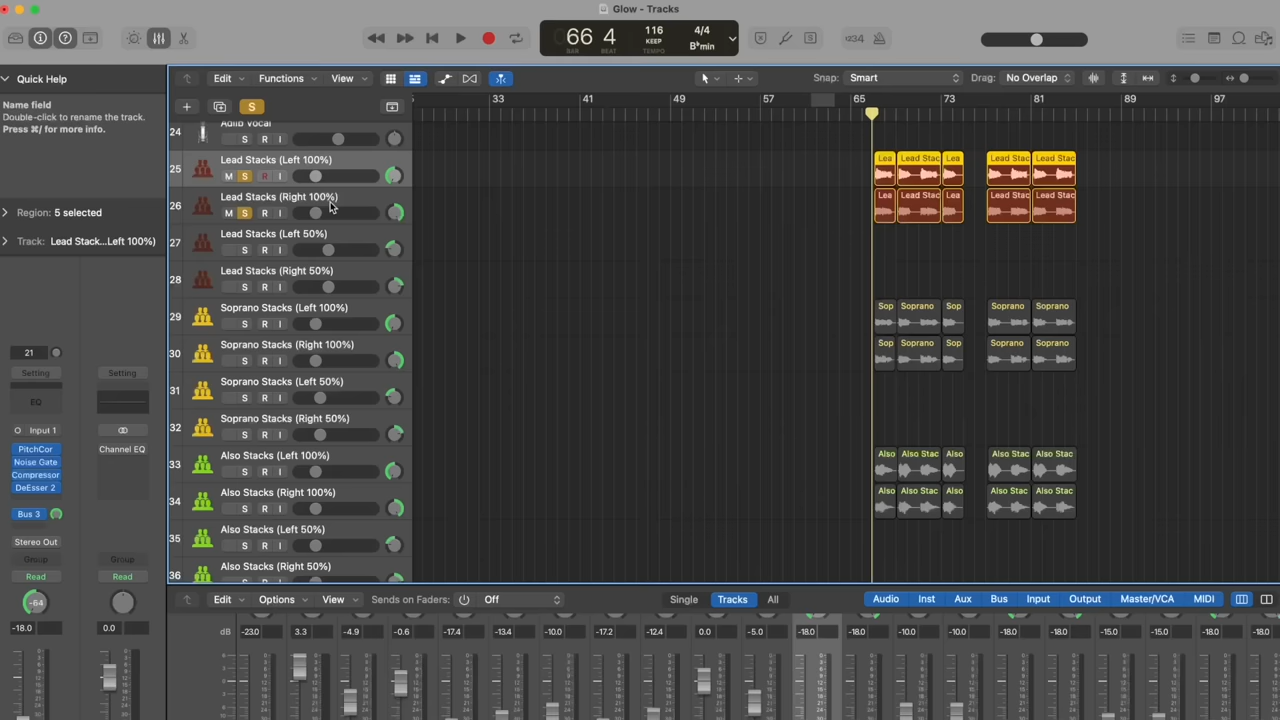 Glow - Tracks
66 4 116 4/4
BAR BEAT KEEP TEMPO B♭min
1234
Quick Help
Name field
Double-click to rename the track.
Press ⌘/ for more info.
Region: 5 selected
Track: Lead Stack...Left 100%)
Edit Functions View Snap: Smart Drag: No Overlap
S
33 41 49 57 65 73 81 89 97
24 Adlib Vocal
S R I
25 Lead Stacks (Left 100%)
M S R I
Lea Lead Stac Lea Lead Stac Lead Stac
26 Lead Stacks (Right 100%)
M S R I
Lea Lead Stac Lea Lead Stac Lead Stac
27 Lead Stacks (Left 50%)
S R I
28 Lead Stacks (Right 50%)
S R I
29 Soprano Stacks (Left 100%)
S R I
Sop Soprano Sop Soprano Soprano
30 Soprano Stacks (Right 100%)
S R I
Sop Soprano Sop Soprano Soprano
31 Soprano Stacks (Left 50%)
S R I
32 Soprano Stacks (Right 50%)
S R I
33 Also Stacks (Left 100%)
S R I
Also Also Stac Also Also Stac Also Stac
34 Also Stacks (Right 100%)
S R I
Also Also Stac Also Also Stac Also Stac
35 Also Stacks (Left 50%)
S R I
36 Also Stacks (Right 50%)
S R I
21
Setting Setting
EQ
Input 1
PitchCor Channel EQ
Noise Gate
Compressor
DeEsser 2
Bus 3
Stereo Out
Group Group
Read Read
-64
-18.0 0.0
Edit Options View Sends on Faders: Off Single Tracks All Audio Inst Aux Bus Input Output Master/VCA MIDI
dB -23.0 3.3 -4.9 -0.6 -17.4 -13.4 -10.0 -17.2 -12.4 0.0 -5.0 -18.0 -18.0 -10.0 -10.0 -18.0 -18.0 -15.0 -15.0 -18.0 -18.0